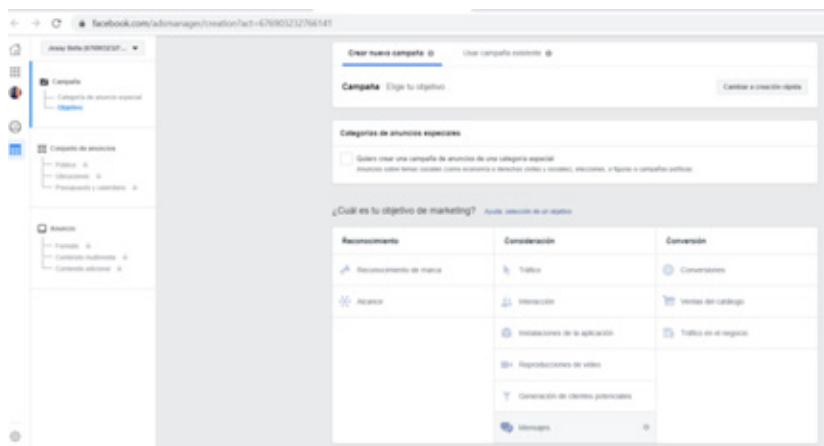 facebook.com/adsmanager/creation?act=676903232766141
Campaña
Categoría de anuncio especial
Objetivo
Conjunto de anuncios
Público
Ubicaciones
Presupuesto y calendario
Anuncio
Formato
Contenido multimedia
Contenido adicional
Crear nueva campaña
Usar campaña existente
Campaña Elige tu objetivo
Cambiar a creación rápida
Categorías de anuncios especiales
Quiero crear una campaña de anuncios de una categoría especial
¿Cuál es tu objetivo de marketing? Ayuda: selección de un objetivo
Reconocimiento Consideración Conversión
Reconocimiento de marca Tráfico Conversiones
Alcance Interacción Ventas del catálogo
Instalaciones de la aplicación Tráfico en el negocio
Reproducciones de vídeo
Generación de clientes potenciales
Mensajes